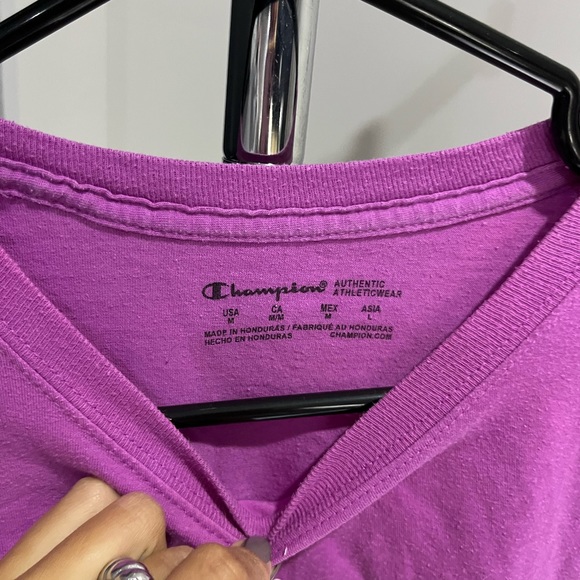 Champion® AUTHENTIC ATHLETICWEAR
USA CA MEX ASIA
M M/M M L
MADE IN HONDURAS / FABRIQUÉ AU HONDURAS
HECHO EN HONDURAS CHAMPION.COM